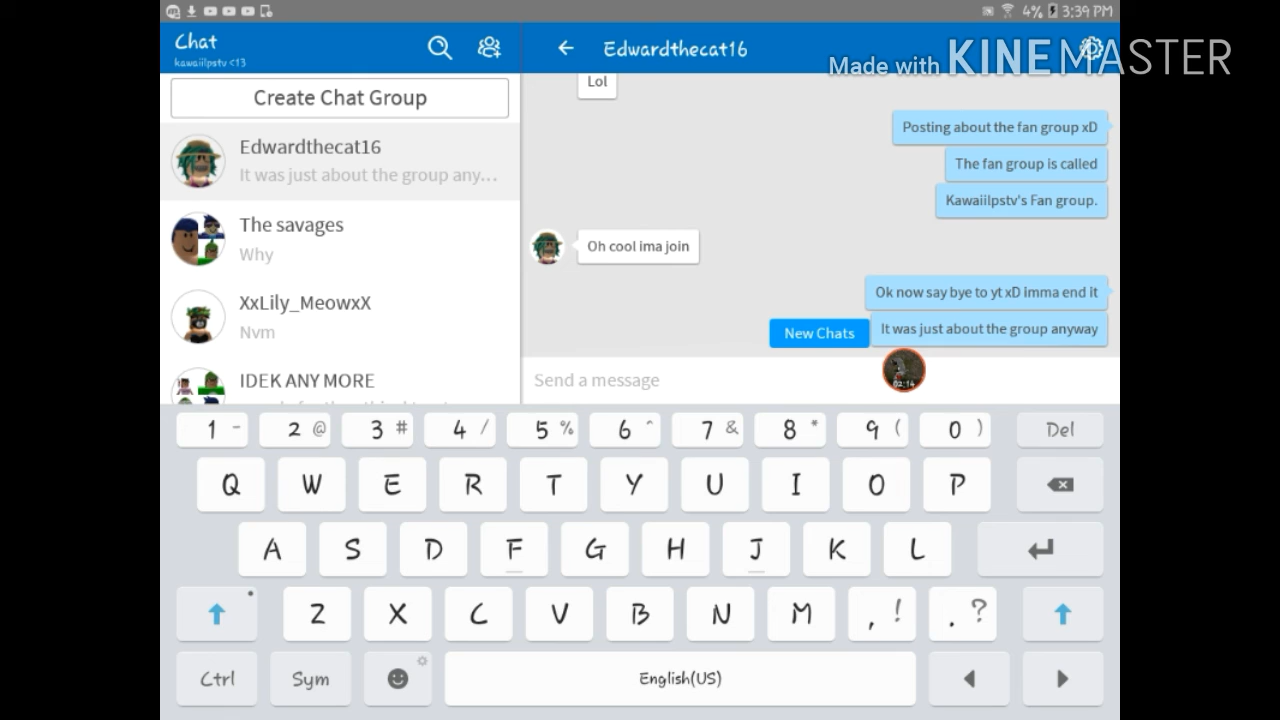 4% 3:39 PM
Chat
kawaiilpstv <13
Create Chat Group
Edwardthecat16
It was just about the group any...
The savages
Why
XxLily_MeowxX
Nvm
IDEK ANY MORE
Edwardthecat16
Made with KINEMASTER
Lol
Posting about the fan group xD
The fan group is called
Kawaiilpstv's Fan group.
Oh cool ima join
Ok now say bye to yt xD imma end it
New Chats
It was just about the group anyway
Send a message
02:14
1 - 2 @ 3 # 4 / 5 % 6 ^ 7 & 8 * 9 ( 0 ) Del
Q W E R T Y U I O P
A S D F G H J K L
Z X C V B N M , ! . ?
Ctrl Sym English(US)